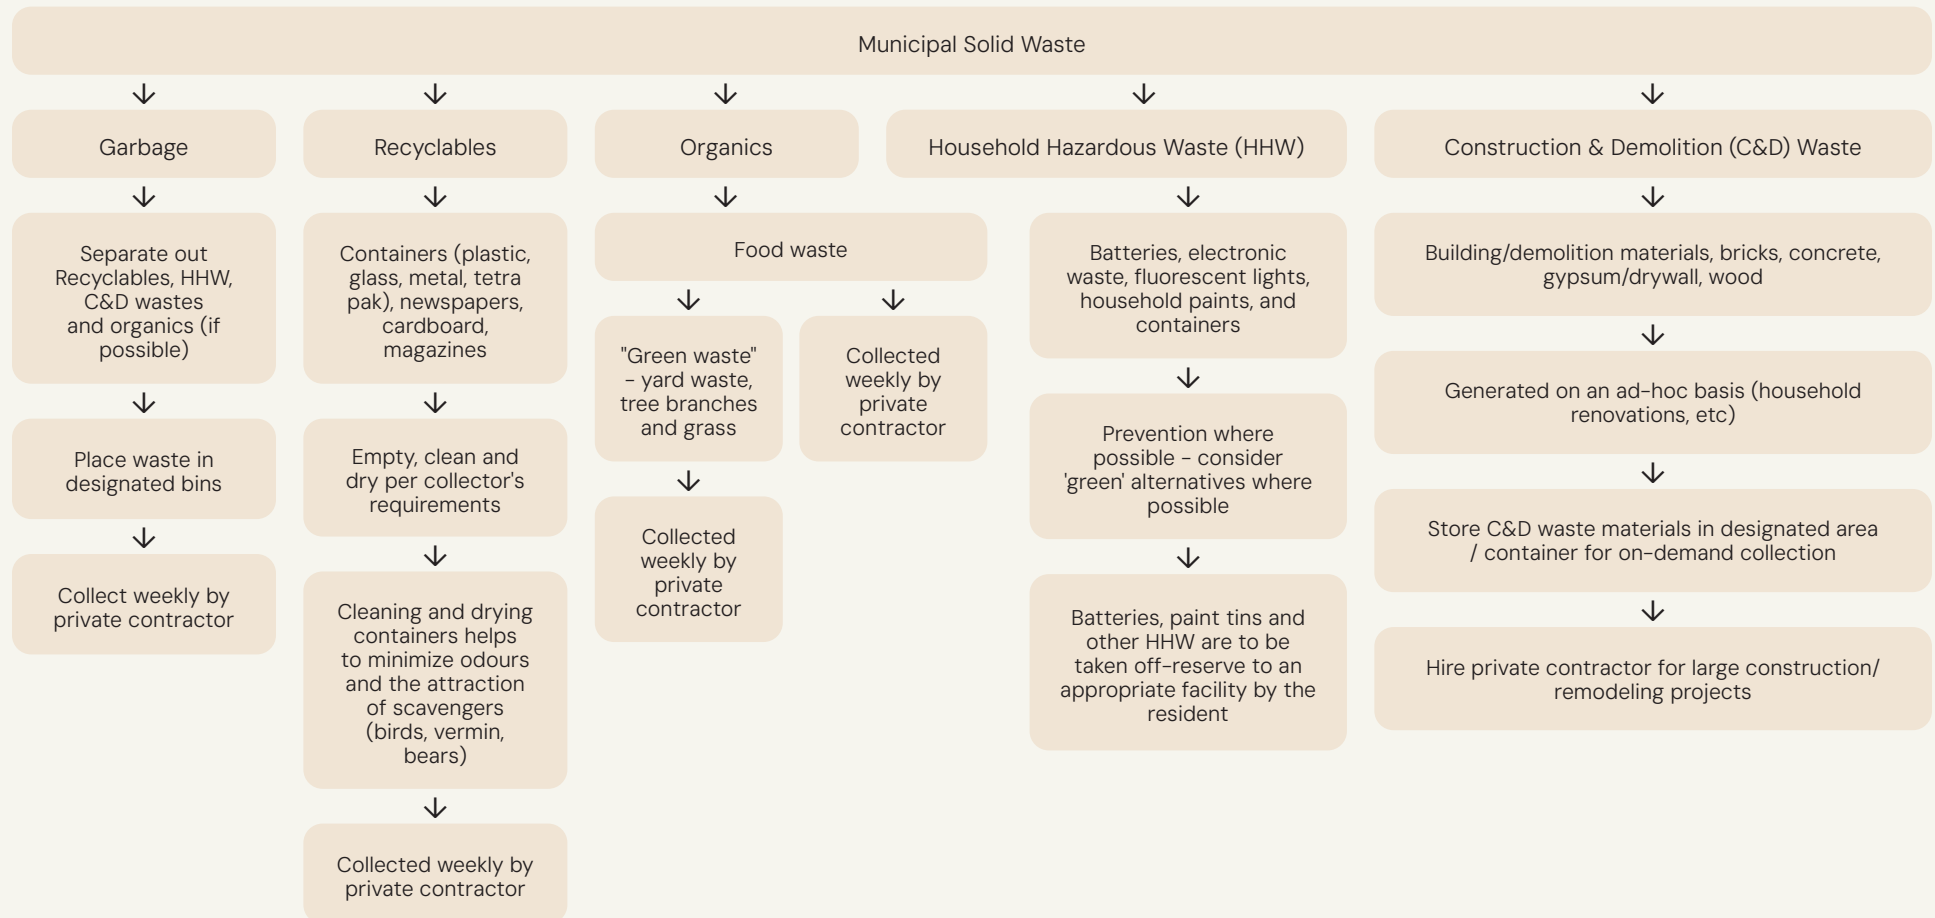 Municipal Solid Waste
Garbage
Recyclables
Organics
Household Hazardous Waste (HHW)
Construction & Demolition (C&D) Waste
Separate out
Recyclables, HHW,
C&D wastes
and organics (if
possible)
Place waste in
designated bins
Collect weekly by
private contractor
Containers (plastic,
glass, metal, tetra
pak), newspapers,
cardboard,
magazines
Empty, clean and
dry per collector's
requirements
Cleaning and drying
containers helps
to minimize odours
and the attraction
of scavengers
(birds, vermin,
bears)
Collected weekly by
private contractor
Food waste
"Green waste"
- yard waste,
tree branches
and grass
Collected
weekly by
private
contractor
Collected
weekly by
private
contractor
Batteries, electronic
waste, fluorescent lights,
household paints, and
containers
Prevention where
possible - consider
'green' alternatives where
possible
Batteries, paint tins and
other HHW are to be
taken off-reserve to an
appropriate facility by the
resident
Building/demolition materials, bricks, concrete,
gypsum/drywall, wood
Generated on an ad-hoc basis (household
renovations, etc)
Store C&D waste materials in designated area
/ container for on-demand collection
Hire private contractor for large construction/
remodeling projects